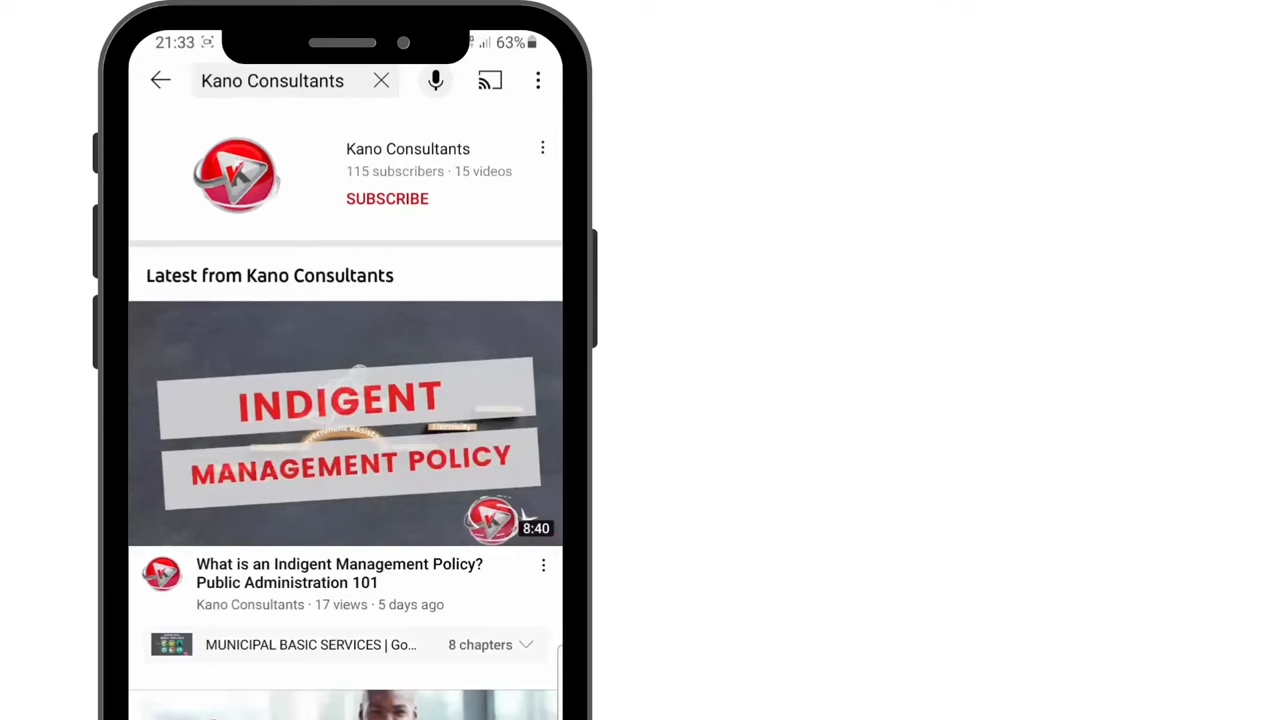 21:33 63%
Kano Consultants
Kano Consultants
115 subscribers · 15 videos
SUBSCRIBE
Latest from Kano Consultants
INDIGENT
Electricity
MANAGEMENT POLICY
K
8:40
What is an Indigent Management Policy?
Public Administration 101
Kano Consultants · 17 views · 5 days ago
MUNICIPAL BASIC SERVICES | Go... 8 chapters